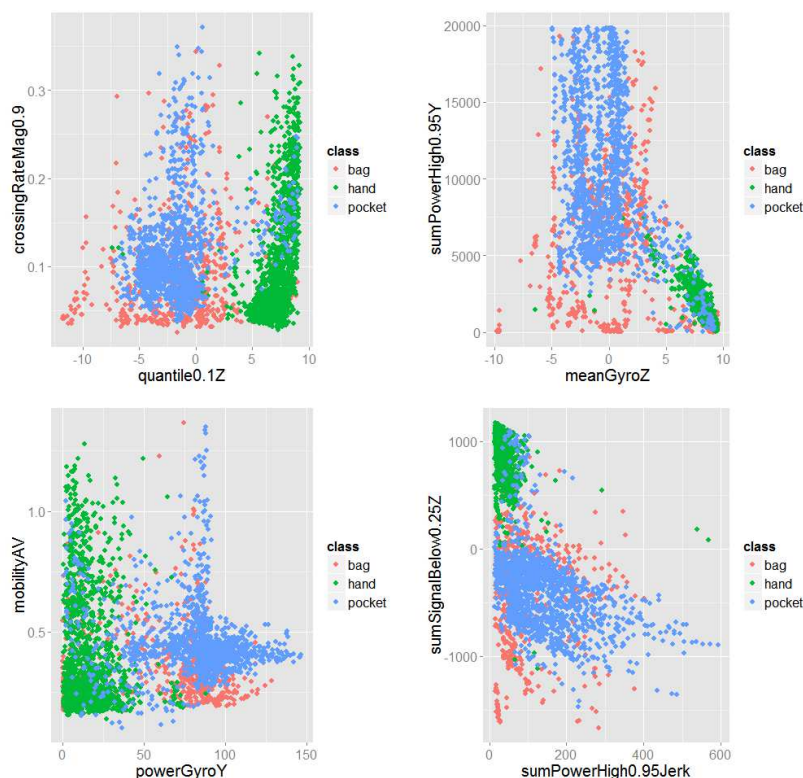 crossingRateMag0.9
0.3
0.2
0.1
-10
-5
0
5
10
quantile0.1Z
class
bag
hand
pocket
sumPowerHigh0.95Y
20000
15000
10000
5000
0
-10
-5
0
5
10
meanGyroZ
class
bag
hand
pocket
mobilityAV
1.0
0.5
0
50
100
150
powerGyroY
class
bag
hand
pocket
sumSignalBelow0.25Z
1000
0
-1000
0
200
400
600
sumPowerHigh0.95Jerk
class
bag
hand
pocket